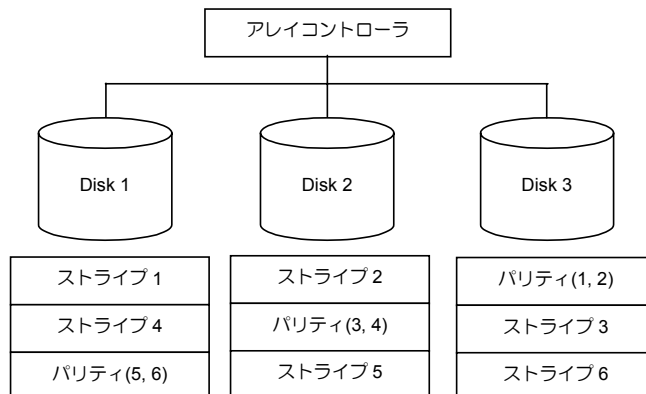 アレイコントローラ
Disk 1
Disk 2
Disk 3
ストライプ 1
ストライプ 2
パリティ(1, 2)
ストライプ 4
パリティ(3, 4)
ストライプ 3
パリティ(5, 6)
ストライプ 5
ストライプ 6